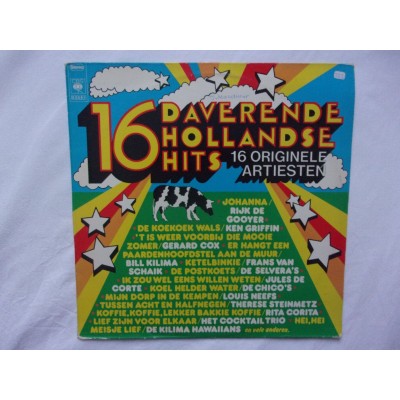 CBS
16 DAVERENDE
HOLLANDSE
HITS 16 ORIGINELE
ARTIESTEN
• JOHANNA/
RIJK DE
GOOYER•
•DE KOEKOEK WALS/KEN GRIFFIN•
'T IS WEER VOORBIJ DIE MOOIE
ZOMER/GERARD COX• ER HANGT EEN
PAARDENHOOFDSTEL AAN DE MUUR/
BILL KILIMA• KETELBINKIE/FRANS VAN
SCHAIK• DE POSTKOETS/DE SELVERA'S
IK ZOU WEL EENS WILLEN WETEN/JULES DE
CORTE• KOEL HELDER WATER/DE CHICO'S
MIJN DORP IN DE KEMPEN/LOUIS NEEFS
TUSSEN ACHT EN HALFNEGEN/THERESE STEINMETZ
KOFFIE,KOFFIE,LEKKER BAKKIE KOFFIE/RITA CORITA
LIEF ZIJN VOOR ELKAAR/HET COCKTAIL TRIO• HEI,HEI
MEISJE LIEF/DE KILIMA HAWAIIANS en vele anderen.